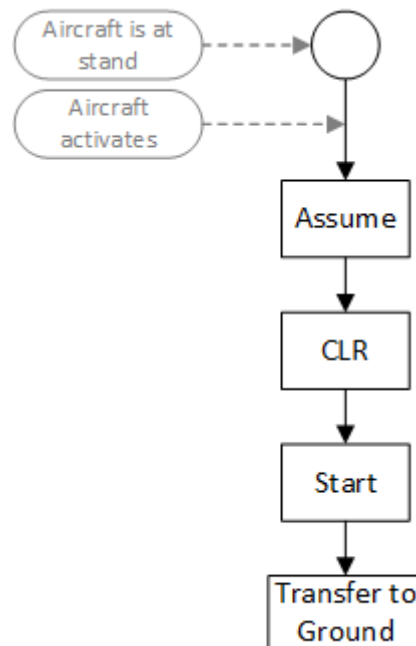 Aircraft is at
stand
Aircraft
activates
Assume
CLR
Start
Transfer to
Ground